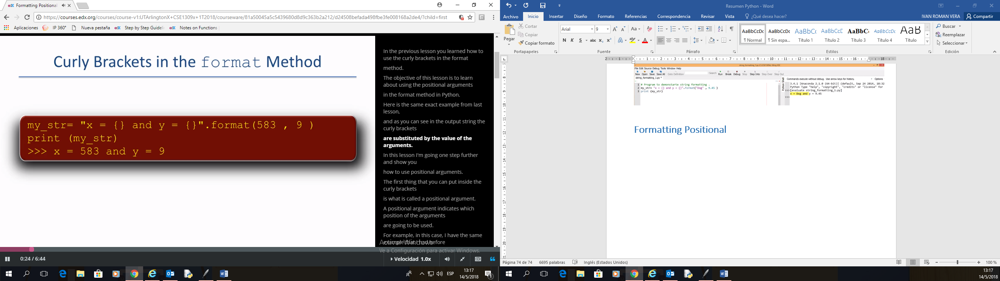 Formatting Positional
https://courses.edx.org/courses/course-v1:UTArlingtonX+CSE1309x+1T2018/courseware/81a50045a5c5439680d8d9c363b2a212/d24508befada498fbe3fe008168a2de4/?child=first
Aplicaciones IP 360° Nueva pestaña Step by Step Guideli Notes on Functions
Curly Brackets in the format Method
my_str= "x = {} and y = {}".format(583 , 9 )
print (my_str)
>>> x = 583 and y = 9
In the previous lesson you learned how to
use the curly brackets in the format
method.
The objective of this lesson is to learn
about using the positional arguments
in the format method in Python.
Here is the same exact example from last
lesson,
and as you can see in the output string the
curly brackets
are substituted by the value of the
arguments.
In this lesson I'm going one step further
and show you
how to use positional arguments.
The first thing that you can put inside the
curly brackets
is what is called a positional argument.
A positional argument indicates which
position of the arguments
are going to be used.
For example, in this case, I have the same
example that I had before
Activar Windows
Ve a Configuración para activar Windows.
0:24 / 6:44
Velocidad 1.0x
ESP
13:17
14/5/2018
Resumen Python - Word
Archivo Inicio Insertar Diseño Formato Referencias Correspondencia Revisar Vista ¿Qué desea hacer? IVAN ROMAN VERA Compartir
Pegar
Cortar
Copiar
Copiar formato
Portapapeles
Arial 9
N K S abc x₂ x²
Fuente
Párrafo
AaBbCcDc AaBbCcDc AaBbC( AaBbCcE AaBbC AaBbCcDc AaB
¶ Normal ¶ Sin espa... Título 1 Título 2 Título 3 Título 4 Título
Estilos
Buscar
Reemplazar
Seleccionar
Edición
string_formatting_1.py (C:\CSE1309x) Wing IDE
File Edit Source Debug Tools Window Help
New Open Save Save All Goto Definition Search Run Break Debug Stop Step Into Step Over Step Out
string_formatting_1.py *
1 # Program to demonstarte string formatting .
2 my_str= "x = {} and y = {}".format("Dog" , 9.45 )
3 print (my_str)
Python Shell
Commands execute without debug. Use arrow keys for history. Options
3.4.1 |Anaconda 2.1.0 (64-bit)| (default, Sep 24 2014, 18:32
Python Type "help", "copyright", "credits" or "license" for
>>> [evaluate string_formatting_1.py]
x = Dog and y = 9.45
>>>
Formatting Positional
Página 74 de 74 6695 palabras Inglés (Estados Unidos) 100 %
13:17
14/5/2018